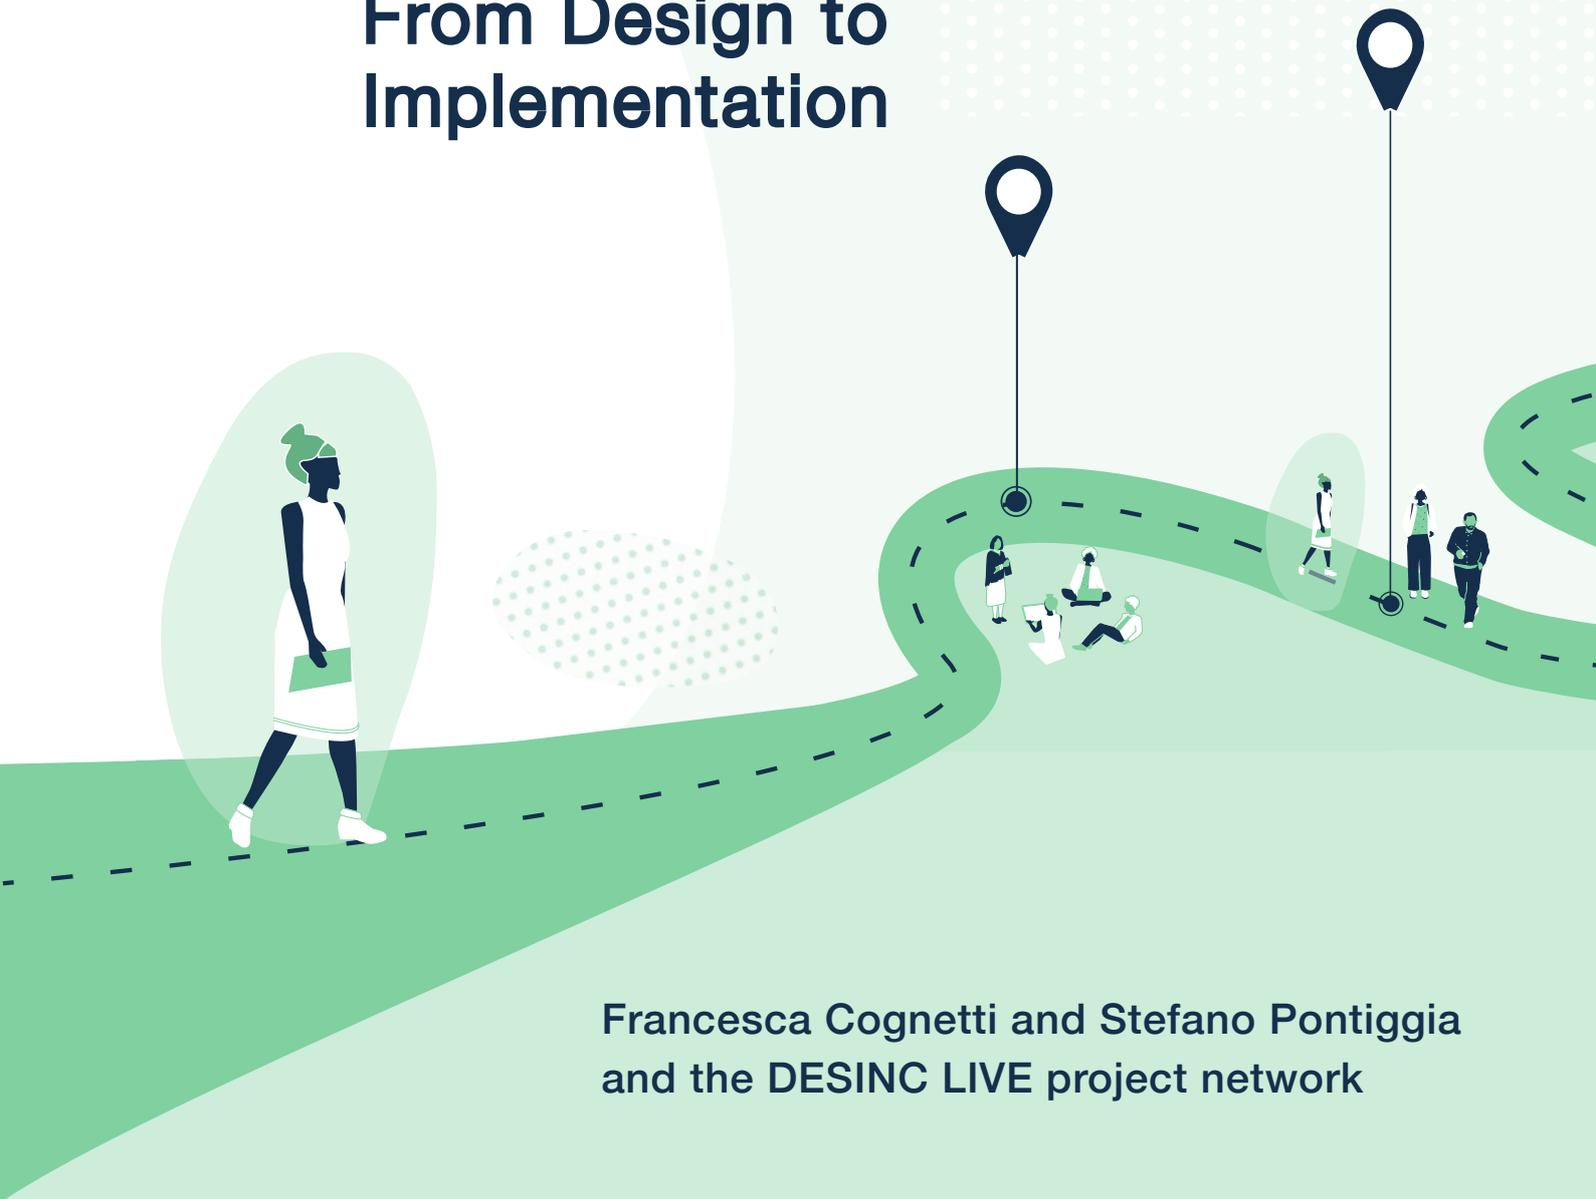 From Design to
Implementation
Francesca Cognetti and Stefano Pontiggia
and the DESINC LIVE project network